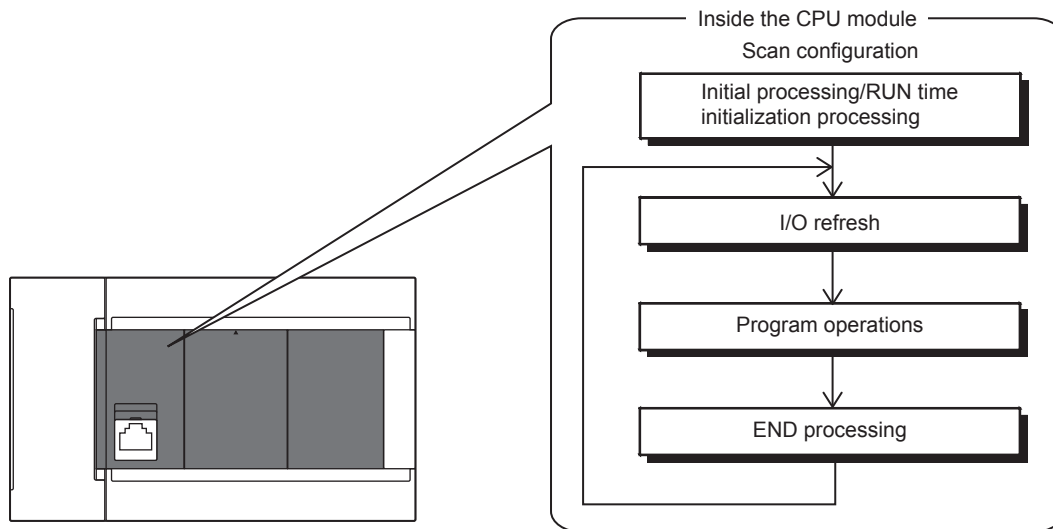 Inside the CPU module
Scan configuration
Initial processing/RUN time
initialization processing
I/O refresh
Program operations
END processing